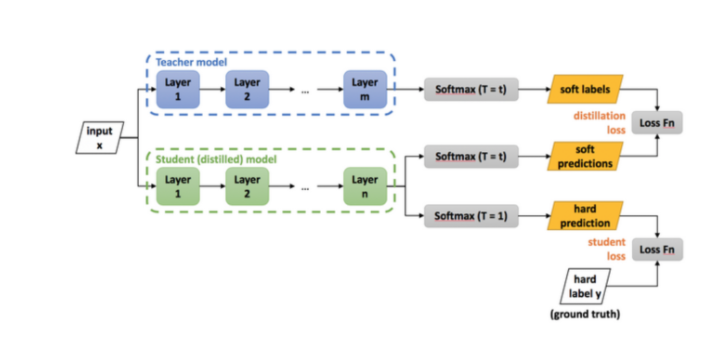 Teacher model
Layer
1
Layer
2
...
Layer
m
Softmax (T = t)
soft labels
distillation
loss
Loss Fn
input
x
Student (distilled) model
Layer
1
Layer
2
...
Layer
n
Softmax (T = t)
soft
predictions
Softmax (T = 1)
hard
prediction
student
loss
Loss Fn
hard
label y
(ground truth)